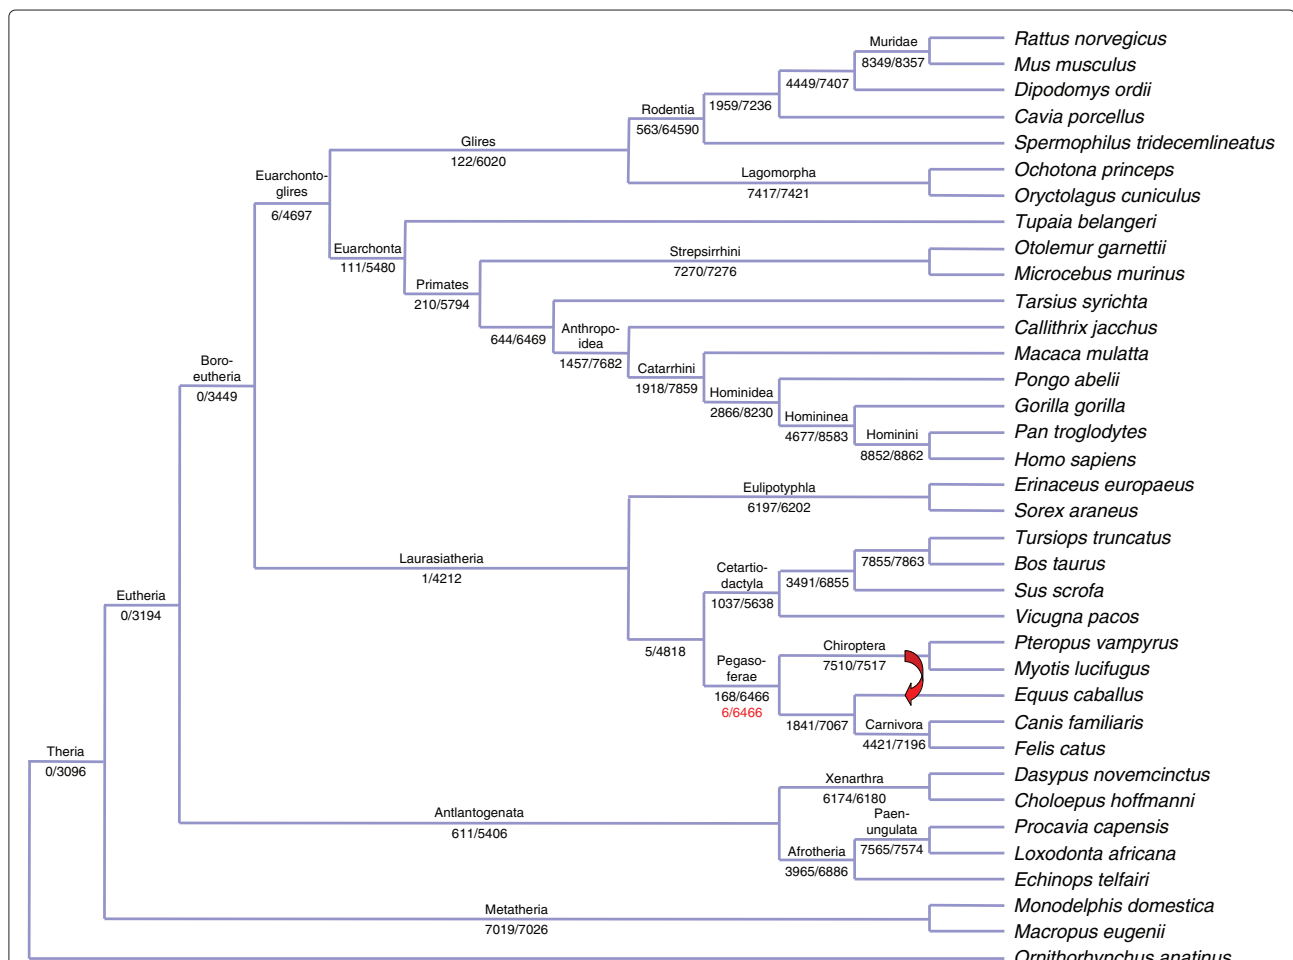 Rattus norvegicus
Muridae
8349/8357
Mus musculus
4449/7407
Dipodomys ordii
1959/7236
Rodentia
563/64590
Cavia porcellus
Spermophilus tridecemlineatus
Glires
122/6020
Ochotona princeps
Lagomorpha
7417/7421
Oryctolagus cuniculus
Euarchonto-
glires
6/4697
Tupaia belangeri
Euarchonta
111/5480
Otolemur garnettii
Strepsirrhini
7270/7276
Microcebus murinus
Primates
210/5794
Tarsius syrichta
644/6469
Anthropo-
idea
1457/7682
Callithrix jacchus
Macaca mulatta
Catarrhini
1918/7859
Pongo abelii
Hominidea
2866/8230
Gorilla gorilla
Hominea
4677/8583
Pan troglodytes
Hominini
8852/8862
Homo sapiens
Boro-
eutheria
0/3449
Erinaceus europaeus
Eulipotyphla
6197/6202
Sorex araneus
Tursiops truncatus
7855/7863
Bos taurus
Laurasiatheria
1/4212
Cetartio-
dactyla
1037/5638
3491/6855
Sus scrofa
Vicugna pacos
Eutheria
0/3194
5/4818
Pteropus vampyrus
Chiroptera
7510/7517
Myotis lucifugus
Pegaso-
ferae
168/6466
6/6466
Equus caballus
1841/7067
Canis familiaris
Carnivora
4421/7196
Felis catus
Theria
0/3096
Dasypus novemcinctus
Xenarthra
6174/6180
Choloepus hoffmanni
Antlantogenata
611/5406
Paen-
ungulata
7565/7574
Procavia capensis
Loxodonta africana
Afrotheria
3965/6886
Echinops telfairi
Monodelphis domestica
Metatheria
7019/7026
Macropus eugenii
Ornithorhynchus anatinus